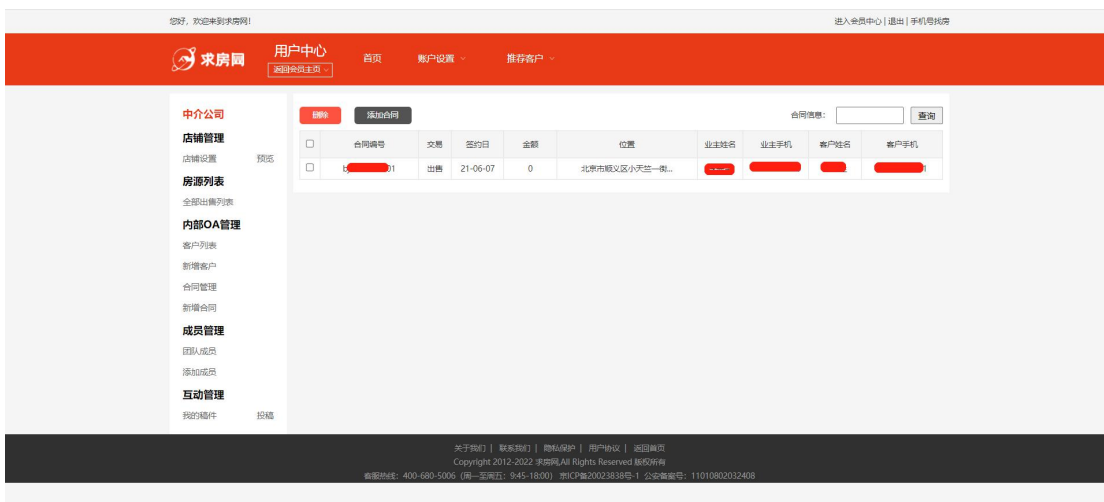 您好，欢迎来到求房网!
进入会员中心 | 退出 | 手机号找房
求房网
用户中心
返回会员主页
首页 账户设置 推荐客户
中介公司
店铺管理
店铺设置 预览
房源列表
全部出售列表
内部OA管理
客户列表
新增客户
合同管理
新增合同
成员管理
团队成员
添加成员
互动管理
我的稿件 投稿
删除 添加合同 合同信息: 查询
合同编号 交易 签约日 金额 位置 业主姓名 业主手机 客户姓名 客户手机
01 出售 21-06-07 0 北京市顺义区小天竺一街...
关于我们 | 联系我们 | 隐私保护 | 用户协议 | 返回首页
Copyright 2012-2022 求房网,All Rights Reserved 版权所有
客服热线：400-680-5006（周一至周五：9:45-18:00） 京ICP备20023838号-1 公安备案号：11010802032408